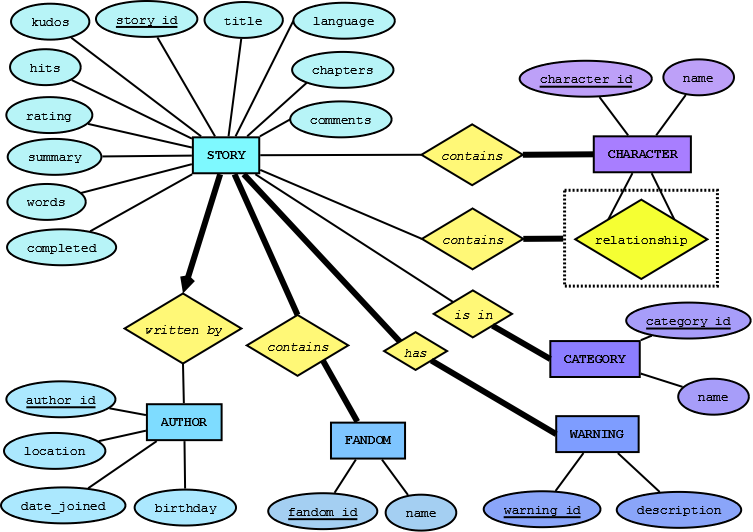 kudos
story_id
title
language
hits
chapters
character_id
name
rating
comments
summary
STORY
contains
CHARACTER
words
completed
contains
relationship
is in
category_id
written by
contains
has
CATEGORY
author_id
name
AUTHOR
FANDOM
WARNING
location
date_joined
birthday
fandom_id
name
warning_id
description